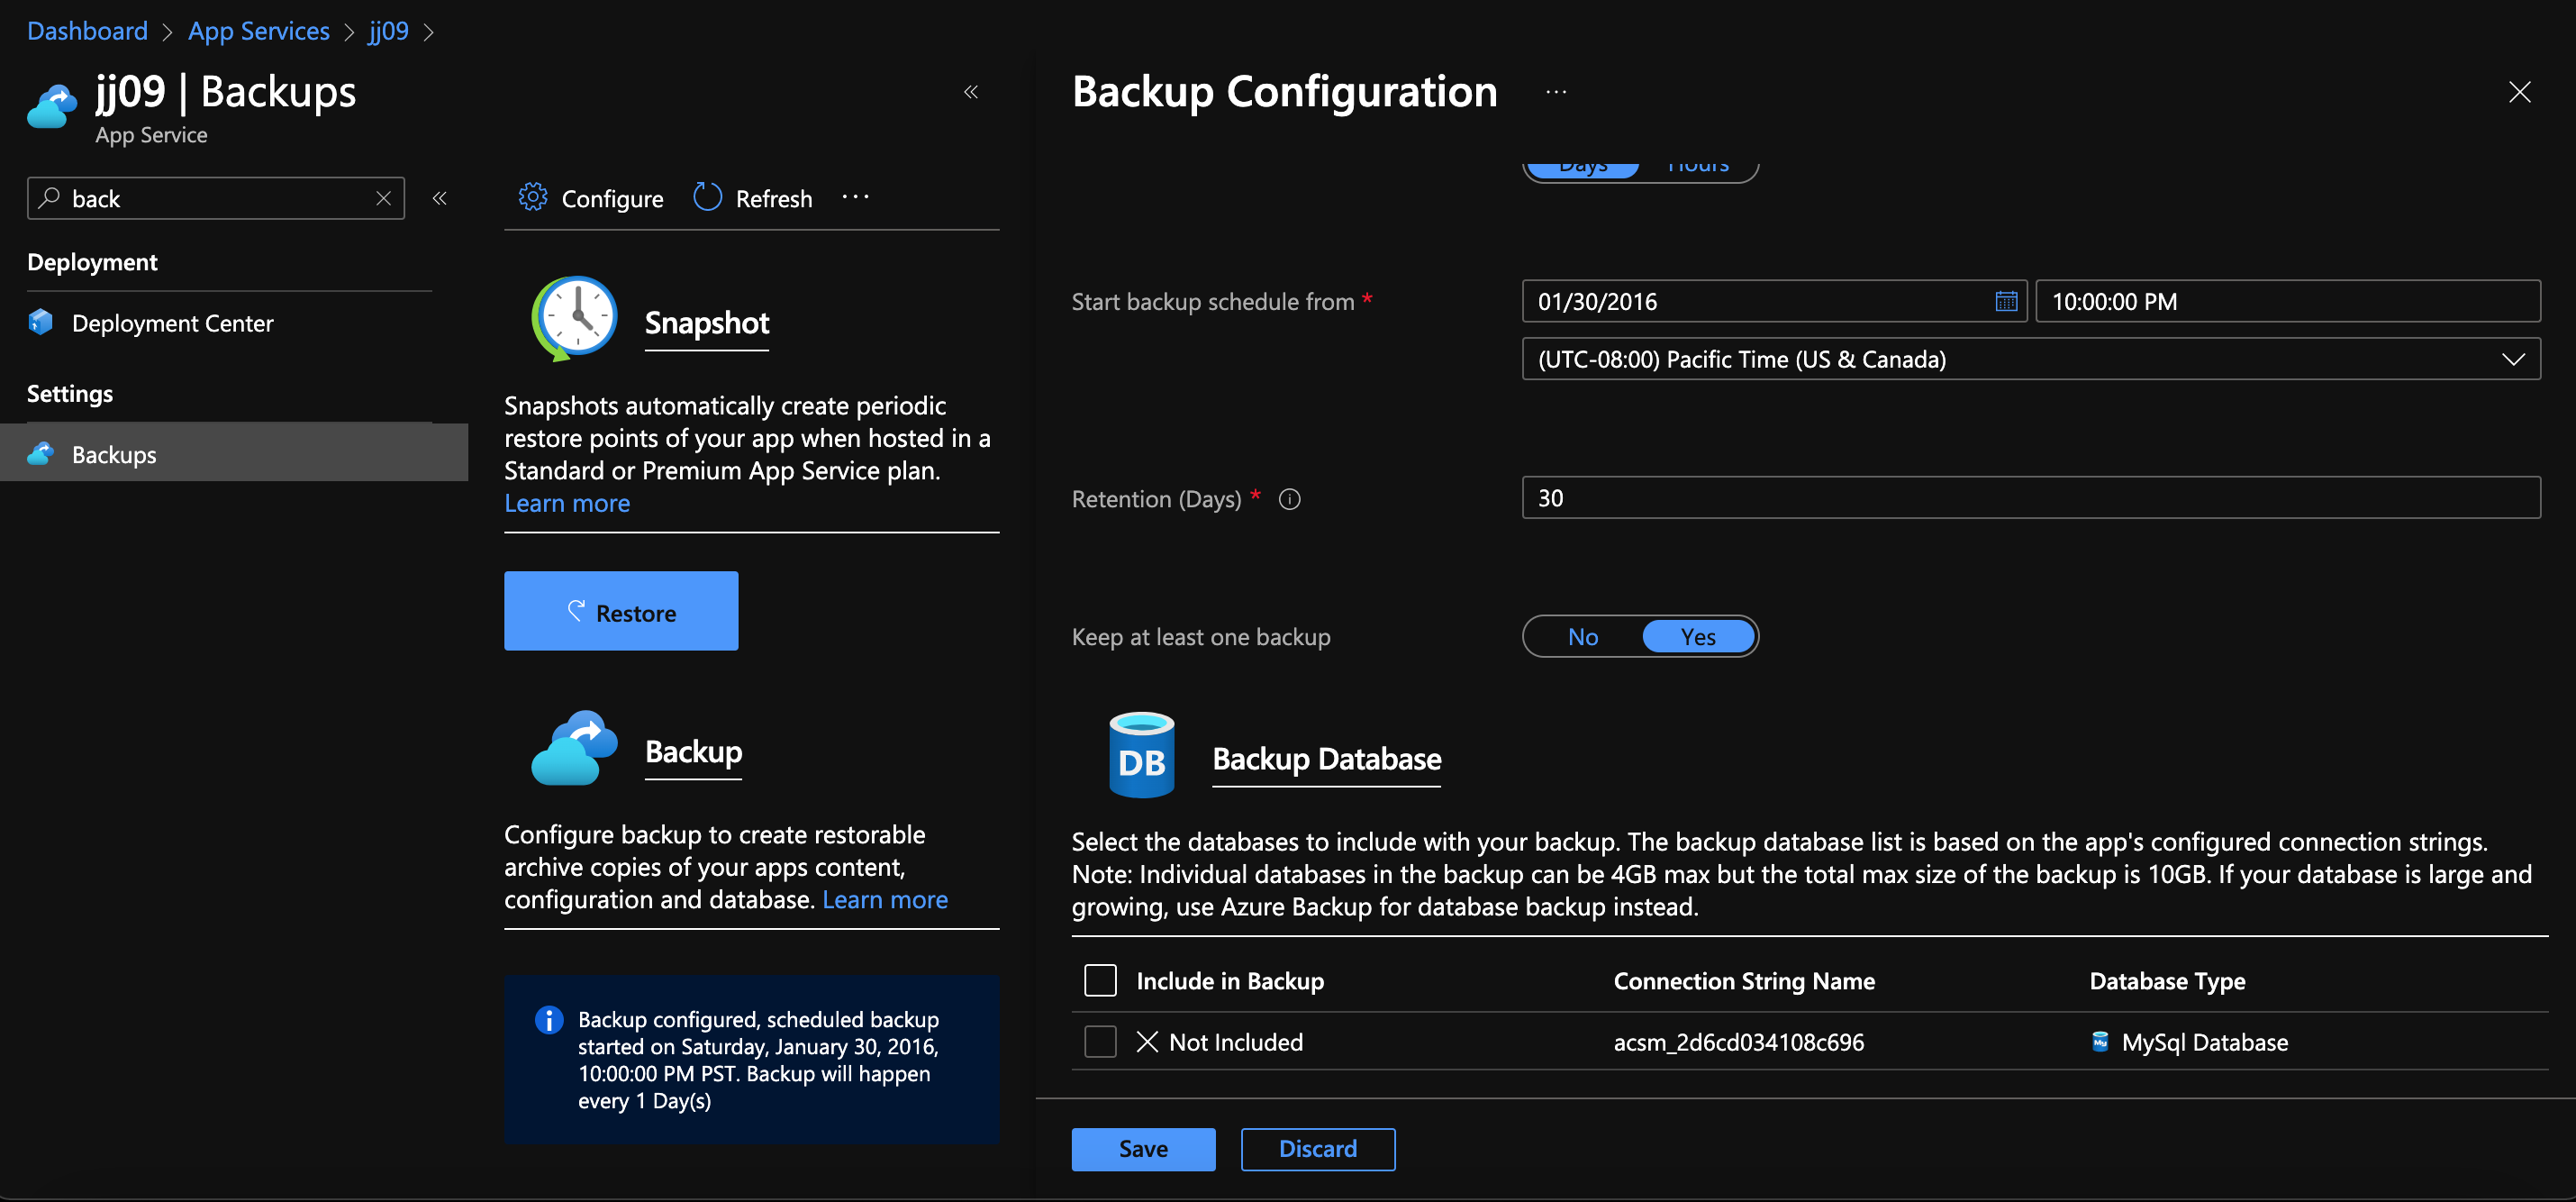 Dashboard > App Services > jj09 >
jj09 | Backups
App Service
back
Deployment
Deployment Center
Settings
Backups
Configure Refresh ...
Snapshot
Snapshots automatically create periodic
restore points of your app when hosted in a
Standard or Premium App Service plan.
Learn more
Restore
Backup
Configure backup to create restorable
archive copies of your apps content,
configuration and database. Learn more
Backup configured, scheduled backup
started on Saturday, January 30, 2016,
10:00:00 PM PST. Backup will happen
every 1 Day(s)
Backup Configuration ...
Days Hours
Start backup schedule from * 01/30/2016 10:00:00 PM
(UTC-08:00) Pacific Time (US & Canada)
Retention (Days) * 30
Keep at least one backup No Yes
DB Backup Database
Select the databases to include with your backup. The backup database list is based on the app's configured connection strings.
Note: Individual databases in the backup can be 4GB max but the total max size of the backup is 10GB. If your database is large and
growing, use Azure Backup for database backup instead.
Include in Backup Connection String Name Database Type
Not Included acsm_2d6cd034108c696 MySql Database
Save Discard